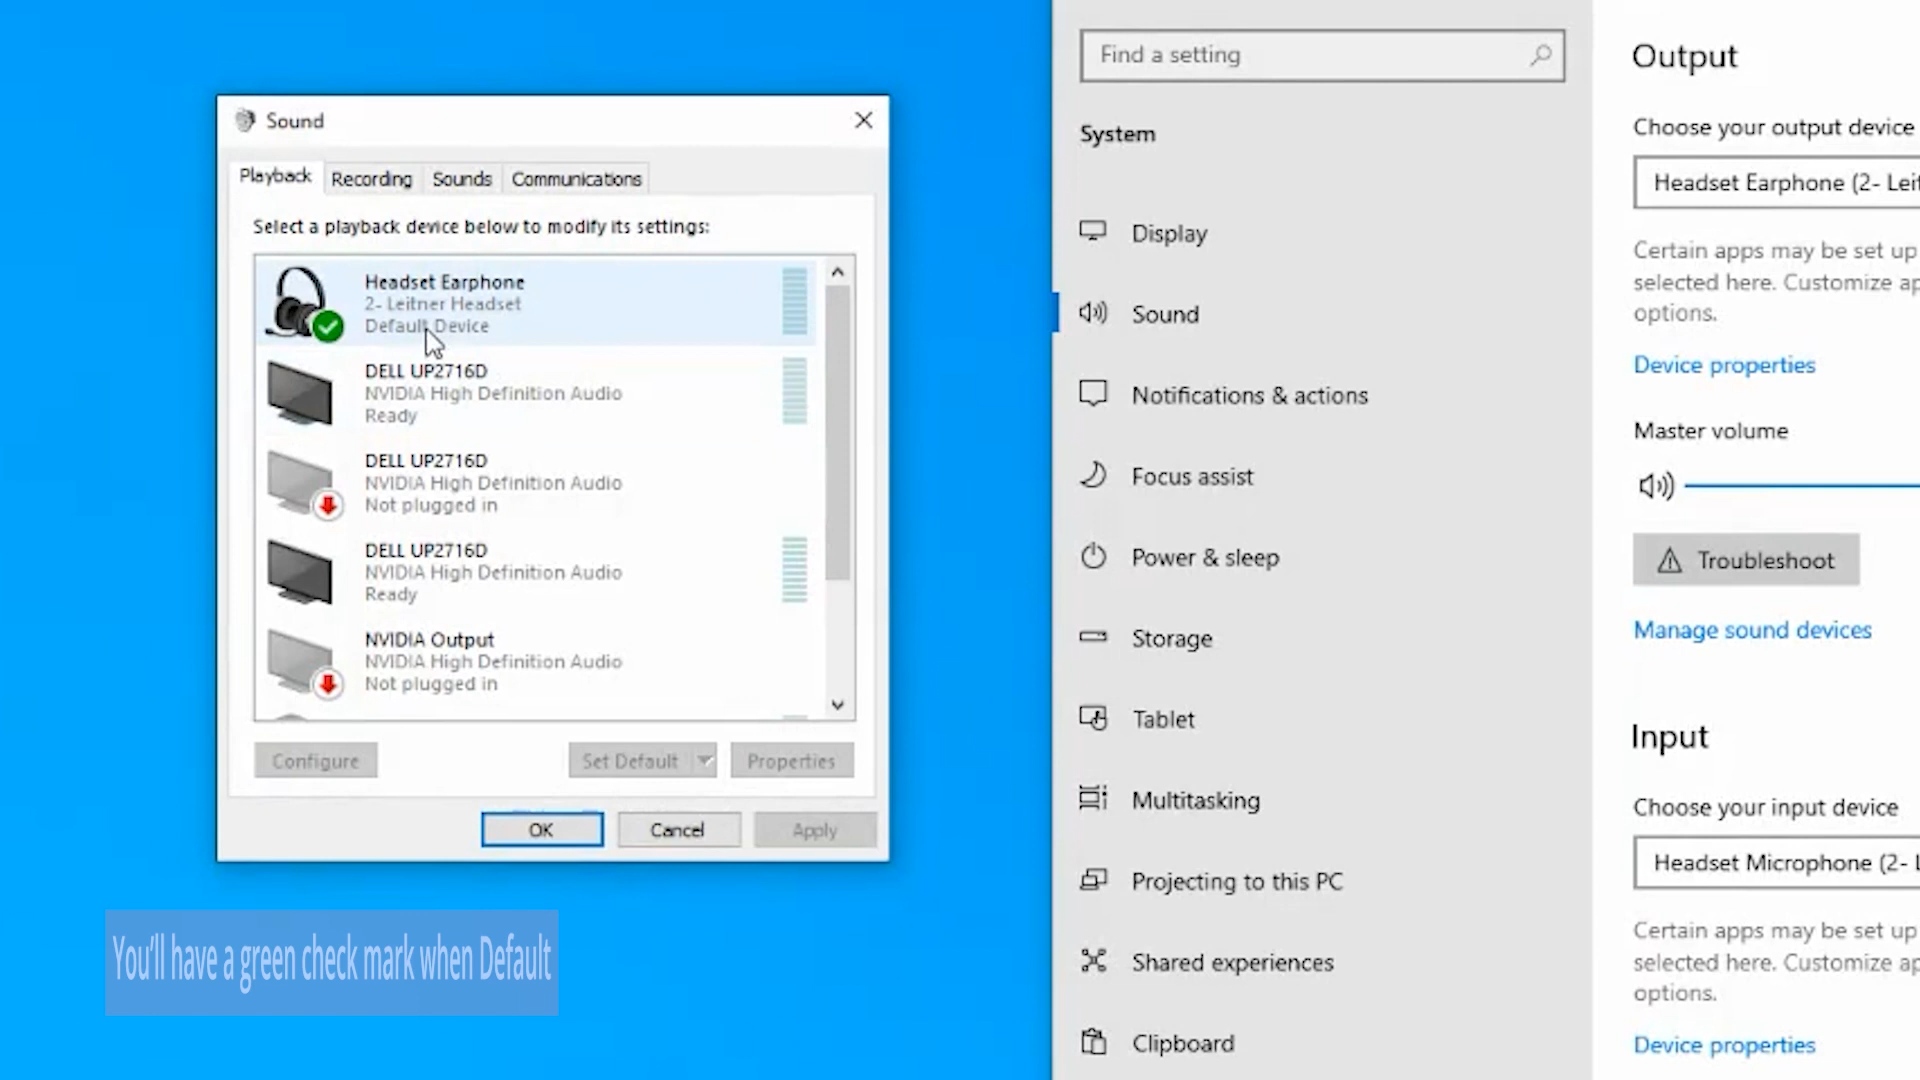 Sound
Playback
Recording
Sounds
Communications
Select a playback device below to modify its settings:
Headset Earphone
2- Leitner Headset
Default Device
DELL UP2716D
NVIDIA High Definition Audio
Ready
DELL UP2716D
NVIDIA High Definition Audio
Not plugged in
DELL UP2716D
NVIDIA High Definition Audio
Ready
NVIDIA Output
NVIDIA High Definition Audio
Not plugged in
Configure
Set Default
Properties
OK
Cancel
Apply
You'll have a green check mark when Default
Find a setting
System
Display
Sound
Notifications & actions
Focus assist
Power & sleep
Storage
Tablet
Multitasking
Projecting to this PC
Shared experiences
Clipboard
Output
Choose your output device
Headset Earphone (2- Leit
Certain apps may be set up
selected here. Customize ap
options.
Device properties
Master volume
Troubleshoot
Manage sound devices
Input
Choose your input device
Headset Microphone (2- L
Certain apps may be set up
selected here. Customize ap
options.
Device properties